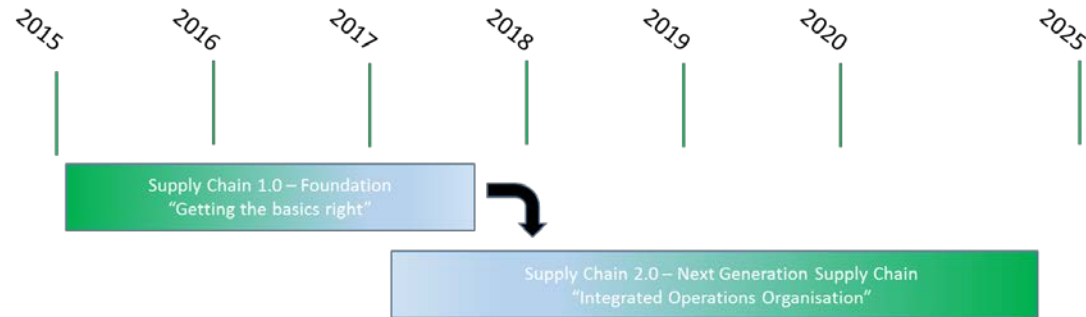 2015
2016
2017
2018
2019
2020
2025
Supply Chain 1.0 – Foundation
“Getting the basics right”
Supply Chain 2.0 – Next Generation Supply Chain
“Integrated Operations Organisation”